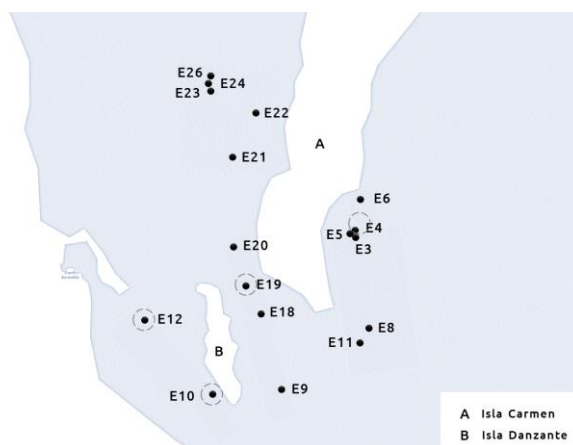 E26
E24
E23
E22
A
E21
E6
E4
E5
E3
E20
E19
E18
E12
E8
E11
B
E9
E10
A Isla Carmen
B Isla Danzante